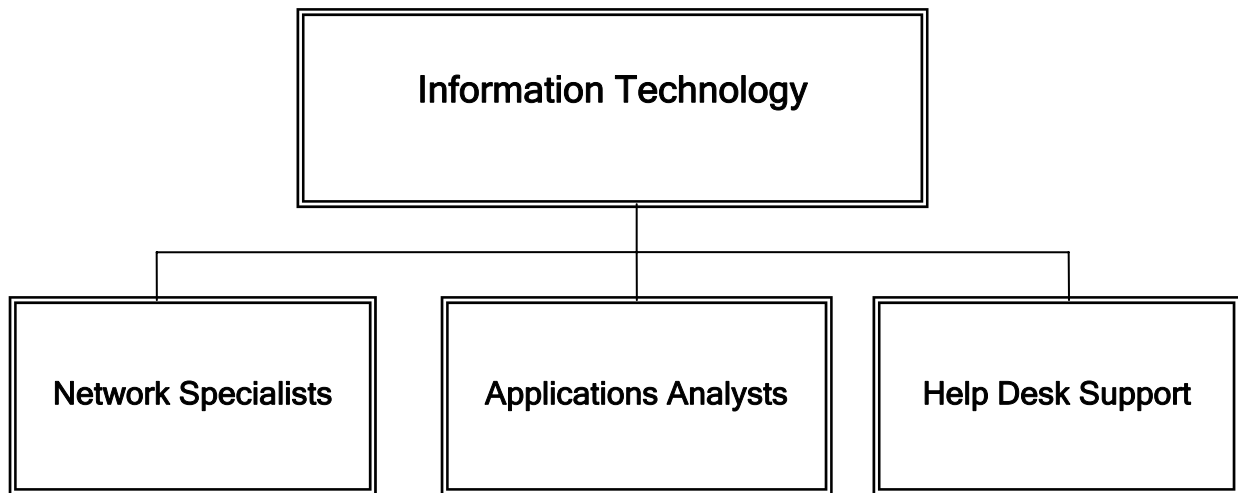 Information Technology
Network Specialists
Applications Analysts
Help Desk Support